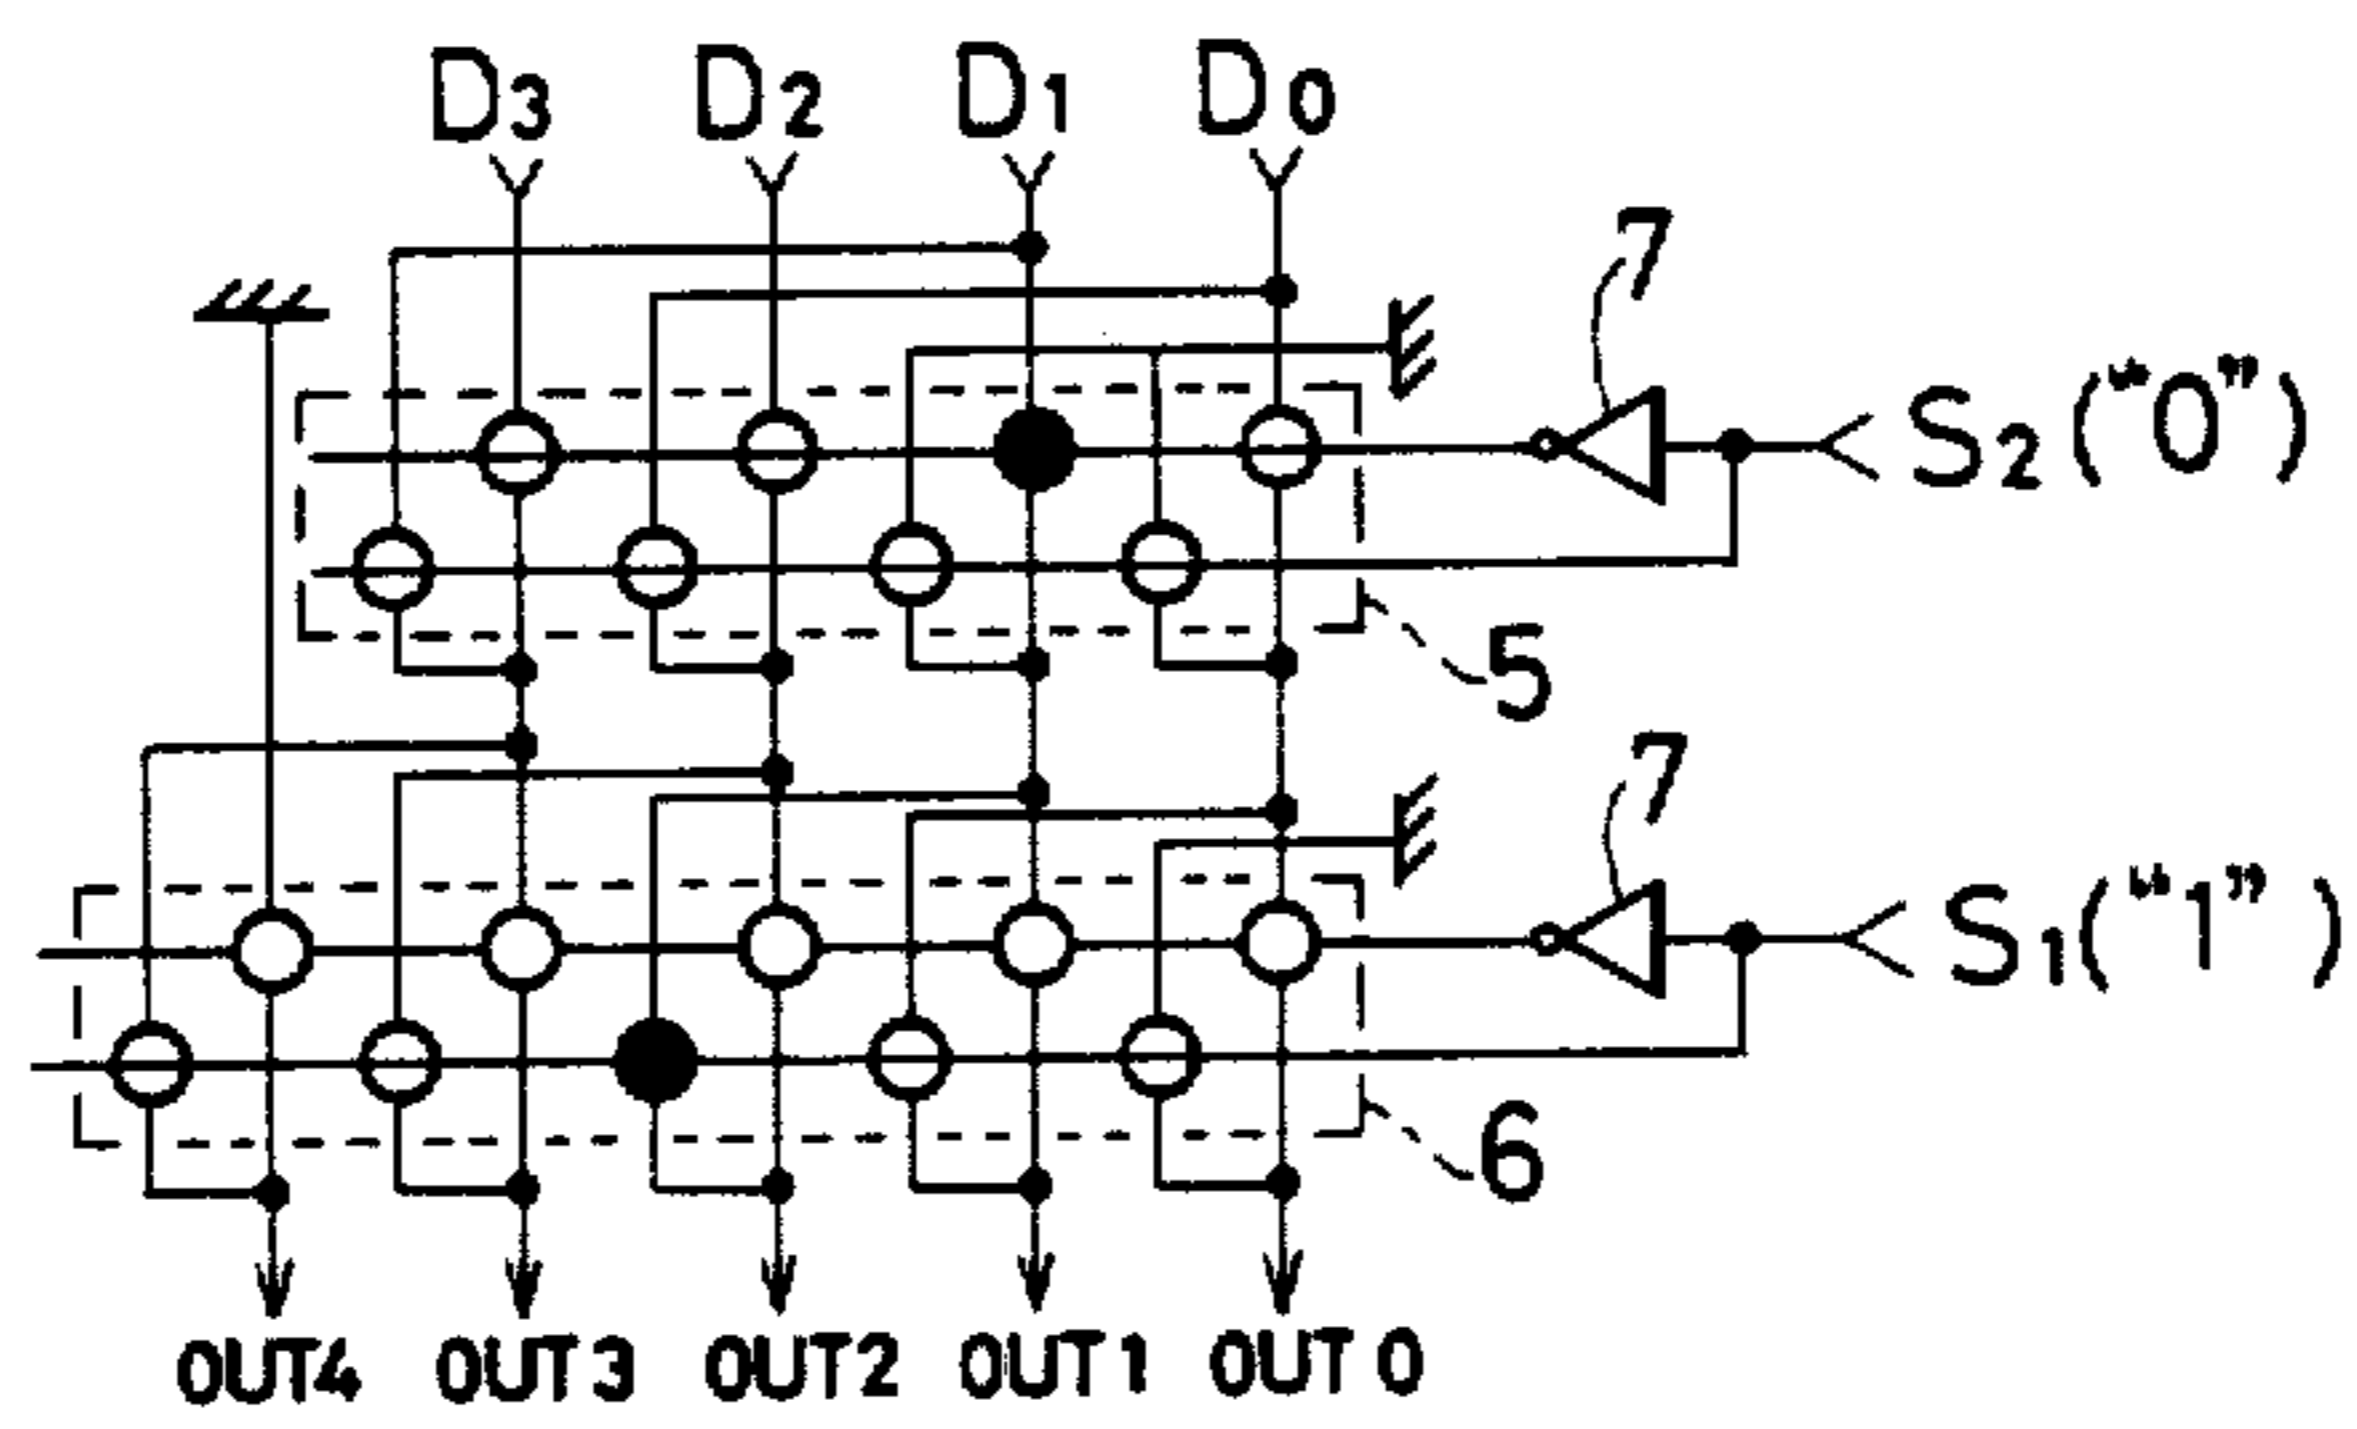 D3 D2 D1 D0
7
S2 (“0”)
5
7
S1 (“1”)
6
OUT4 OUT3 OUT2 OUT1 OUT0